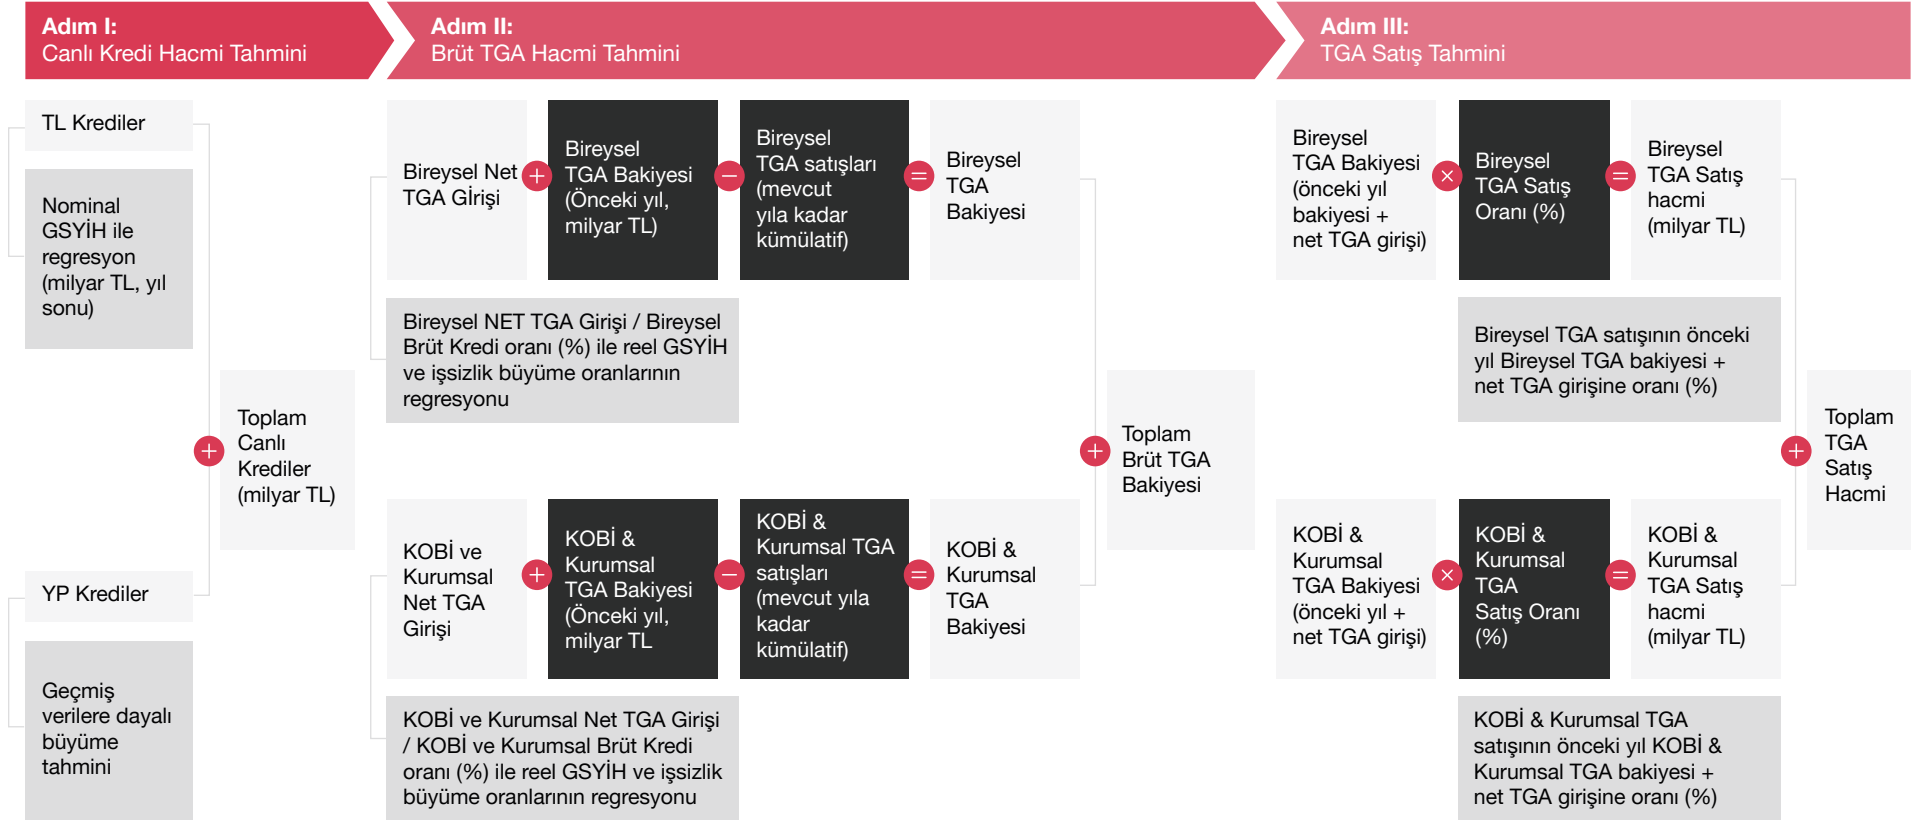 Adım I:
Canlı Kredi Hacmi Tahmini
Adım II:
Brüt TGA Hacmi Tahmini
Adım III:
TGA Satış Tahmini
TL Krediler
Nominal
GSYİH ile
regresyon
(milyar TL, yıl
sonu)
YP Krediler
Geçmiş
verilere dayalı
büyüme
tahmini
+
Toplam
Canlı
Krediler
(milyar TL)
Bireysel Net
TGA Gİrişi
+
Bireysel
TGA Bakiyesi
(Önceki yıl,
milyar TL)
−
Bireysel
TGA satışları
(mevcut
yıla kadar
kümülatif)
=
Bireysel
TGA
Bakiyesi
Bireysel NET TGA Girişi / Bireysel
Brüt Kredi oranı (%) ile reel GSYİH
ve işsizlik büyüme oranlarının
regresyonu
KOBİ ve
Kurumsal
Net TGA
Girişi
+
KOBİ &
Kurumsal
TGA Bakiyesi
(Önceki yıl,
milyar TL
−
KOBİ &
Kurumsal TGA
satışları
(mevcut yıla
kadar
kümülatif)
=
KOBİ &
Kurumsal
TGA
Bakiyesi
KOBİ ve Kurumsal Net TGA Girişi
/ KOBİ ve Kurumsal Brüt Kredi
oranı (%) ile reel GSYİH ve işsizlik
büyüme oranlarının regresyonu
+
Toplam
Brüt TGA
Bakiyesi
Bireysel
TGA Bakiyesi
(önceki yıl
bakiyesi +
net TGA girişi)
×
Bireysel
TGA Satış
Oranı (%)
=
Bireysel
TGA Satış
hacmi
(milyar TL)
Bireysel TGA satışının önceki
yıl Bireysel TGA bakiyesi +
net TGA girişine oranı (%)
KOBİ &
Kurumsal
TGA Bakiyesi
(önceki yıl +
net TGA girişi)
×
KOBİ &
Kurumsal
TGA
Satış Oranı
(%)
=
KOBİ &
Kurumsal
TGA Satış
hacmi
(milyar TL)
KOBİ & Kurumsal TGA
satışının önceki yıl KOBİ &
Kurumsal TGA bakiyesi +
net TGA girişine oranı (%)
+
Toplam
TGA
Satış
Hacmi